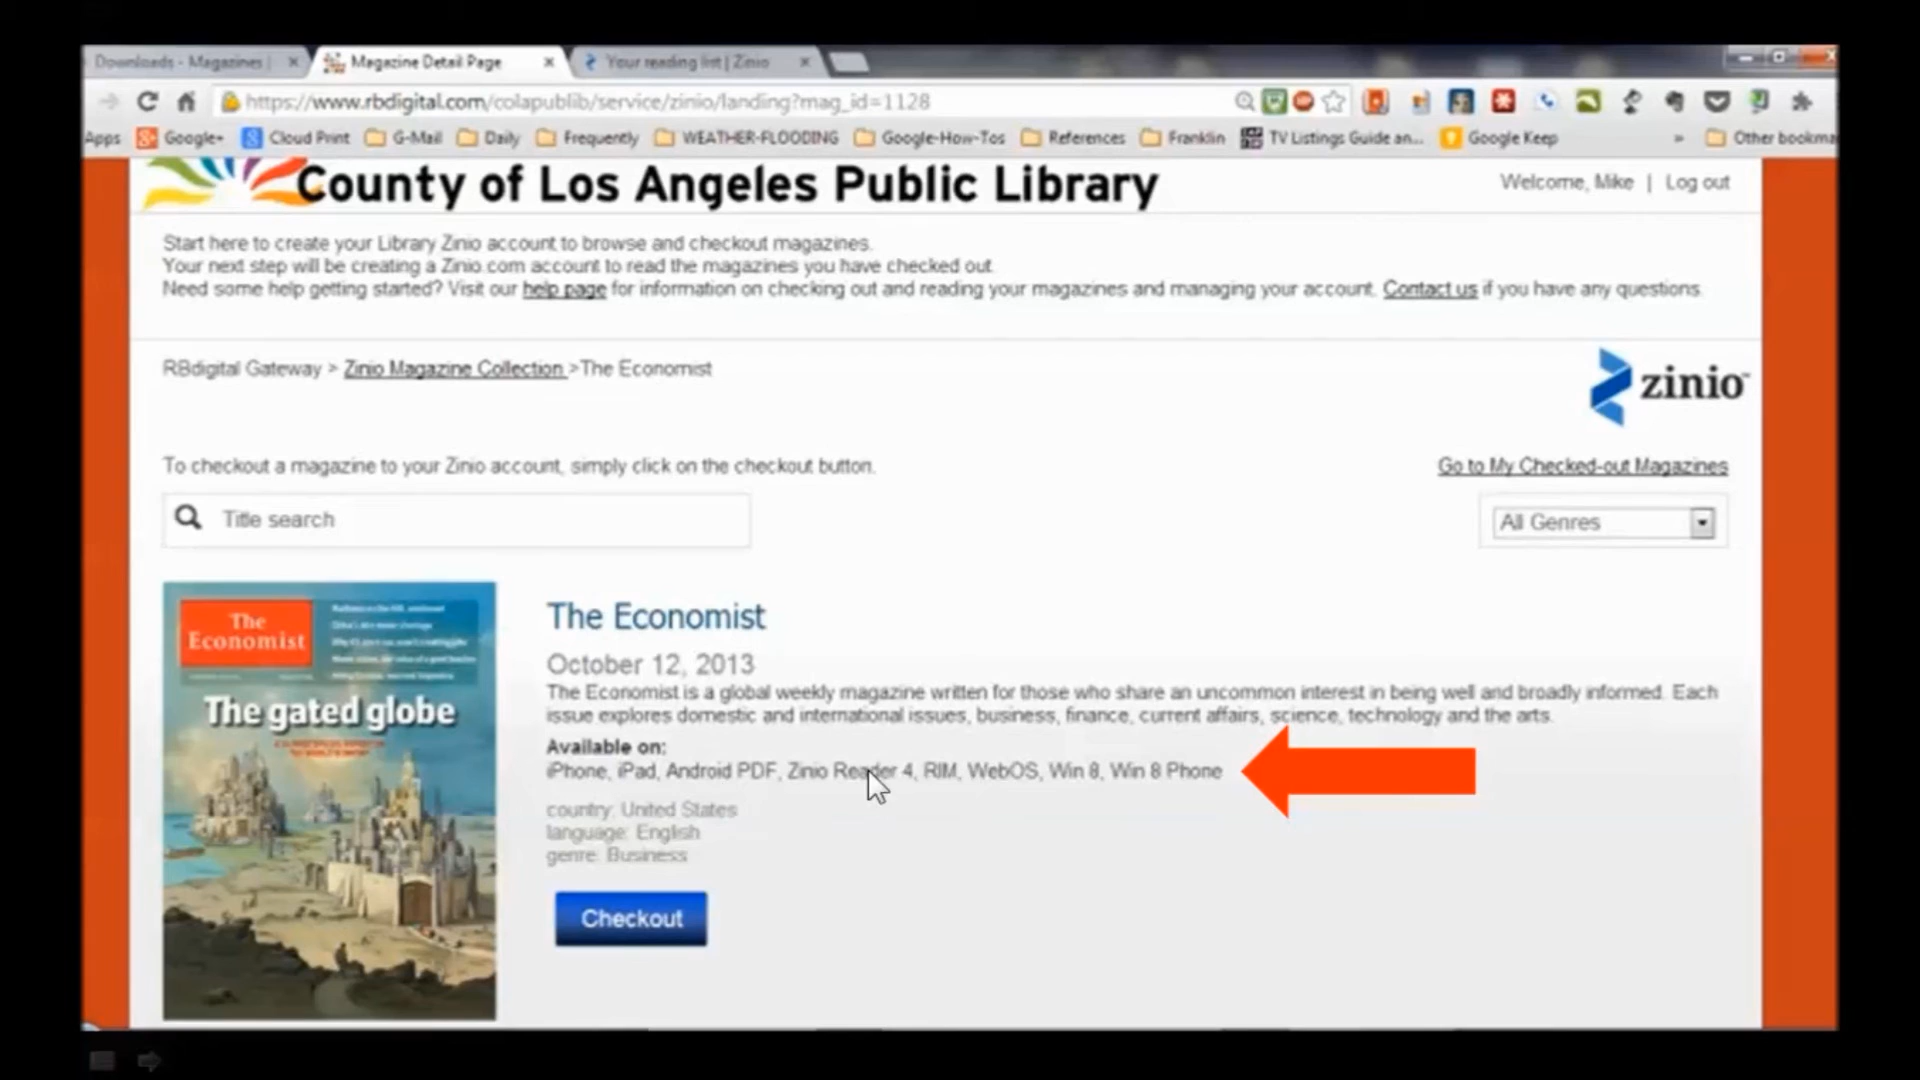 Downloads - Magazines |
Magazine Detail Page
Your reading list | Zinio
https://www.rbdigital.com/colapublib/service/zinio/landing?mag_id=1128
Apps Google+ Cloud Print G-Mail Daily Frequently WEATHER-FLOODING Google-How-Tos References Franklin TV Listings Guide an... Google Keep » Other bookma
County of Los Angeles Public Library
Welcome, Mike | Log out
Start here to create your Library Zinio account to browse and checkout magazines.
Your next step will be creating a Zinio.com account to read the magazines you have checked out.
Need some help getting started? Visit our help page for information on checking out and reading your magazines and managing your account. Contact us if you have any questions.
RBdigital Gateway > Zinio Magazine Collection >The Economist
zinio™
To checkout a magazine to your Zinio account, simply click on the checkout button.
Go to My Checked-out Magazines
Title search
All Genres
The
Economist
The gated globe
The Economist
October 12, 2013
The Economist is a global weekly magazine written for those who share an uncommon interest in being well and broadly informed. Each
issue explores domestic and international issues, business, finance, current affairs, science, technology and the arts.
Available on:
iPhone, iPad, Android PDF, Zinio Reader 4, RIM, WebOS, Win 8, Win 8 Phone
country: United States
language: English
genre: Business
Checkout